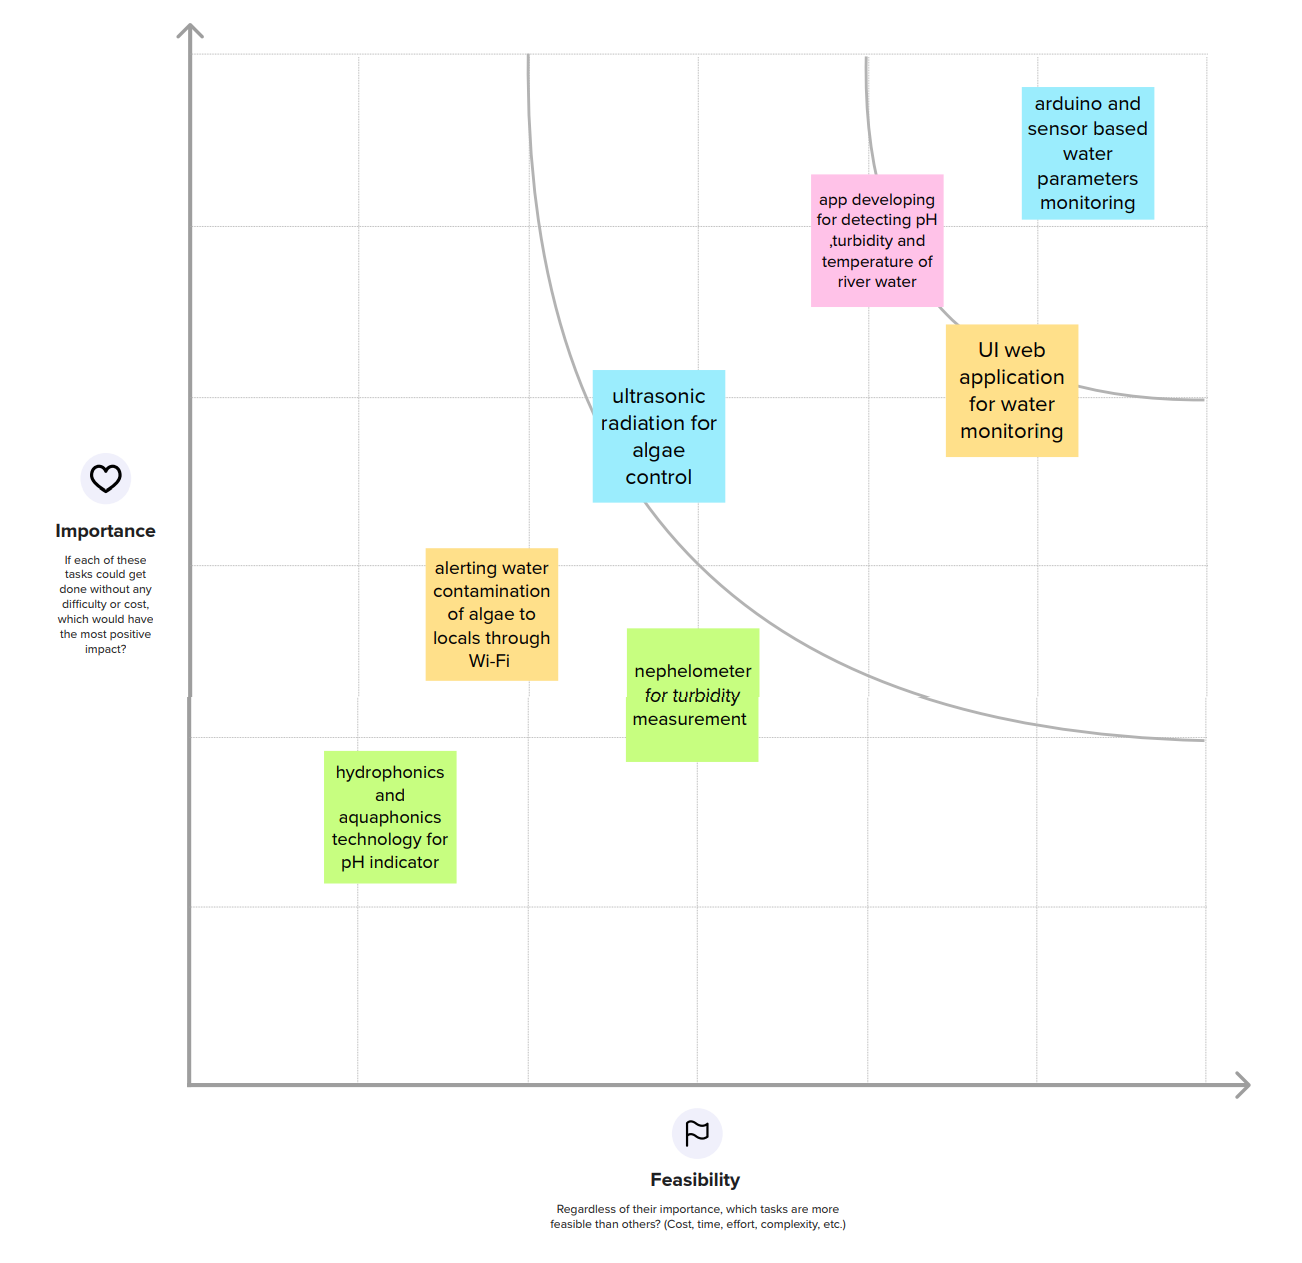 arduino and
sensor based
water
parameters
monitoring
app developing
for detecting pH
,turbidity and
temperature of
river water
UI web
application
for water
monitoring
ultrasonic
radiation for
algae
control
Importance
If each of these
tasks could get
done without any
difficulty or cost,
which would have
the most positive
impact?
alerting water
contamination
of algae to
locals through
Wi-Fi
nephelometer
for turbidity
measurement
hydrophonics
and
aquaphonics
technology for
pH indicator
Feasibility
Regardless of their importance, which tasks are more
feasible than others? (Cost, time, effort, complexity, etc.)